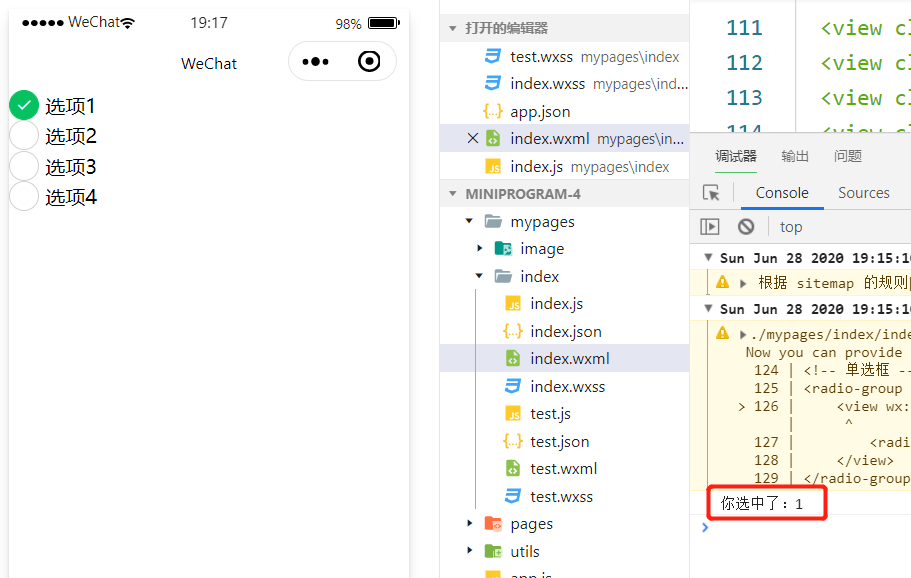 WeChat
19:17
98%
WeChat
选项1
选项2
选项3
选项4
打开的编辑器
test.wxss mypages\index
index.wxss mypages\ind...
{..} app.json
index.wxml mypages\in...
JS index.js mypages\index
MINIPROGRAM-4
mypages
image
index
JS index.js
{..} index.json
index.wxml
index.wxss
JS test.js
{..} test.json
test.wxml
test.wxss
pages
utils
111 <view cl
112 <view cl
113 <view cl
114 <view cl
调试器 输出 问题
Console Sources
top
Sun Jun 28 2020 19:15:10
根据 sitemap 的规则
Sun Jun 28 2020 19:15:10
./mypages/index/inde
Now you can provide
124 | <!-- 单选框 --
125 | <radio-group
> 126 | <view wx:
| ^
127 | <radi
128 | </view>
129 | </radio-group
你选中了：1